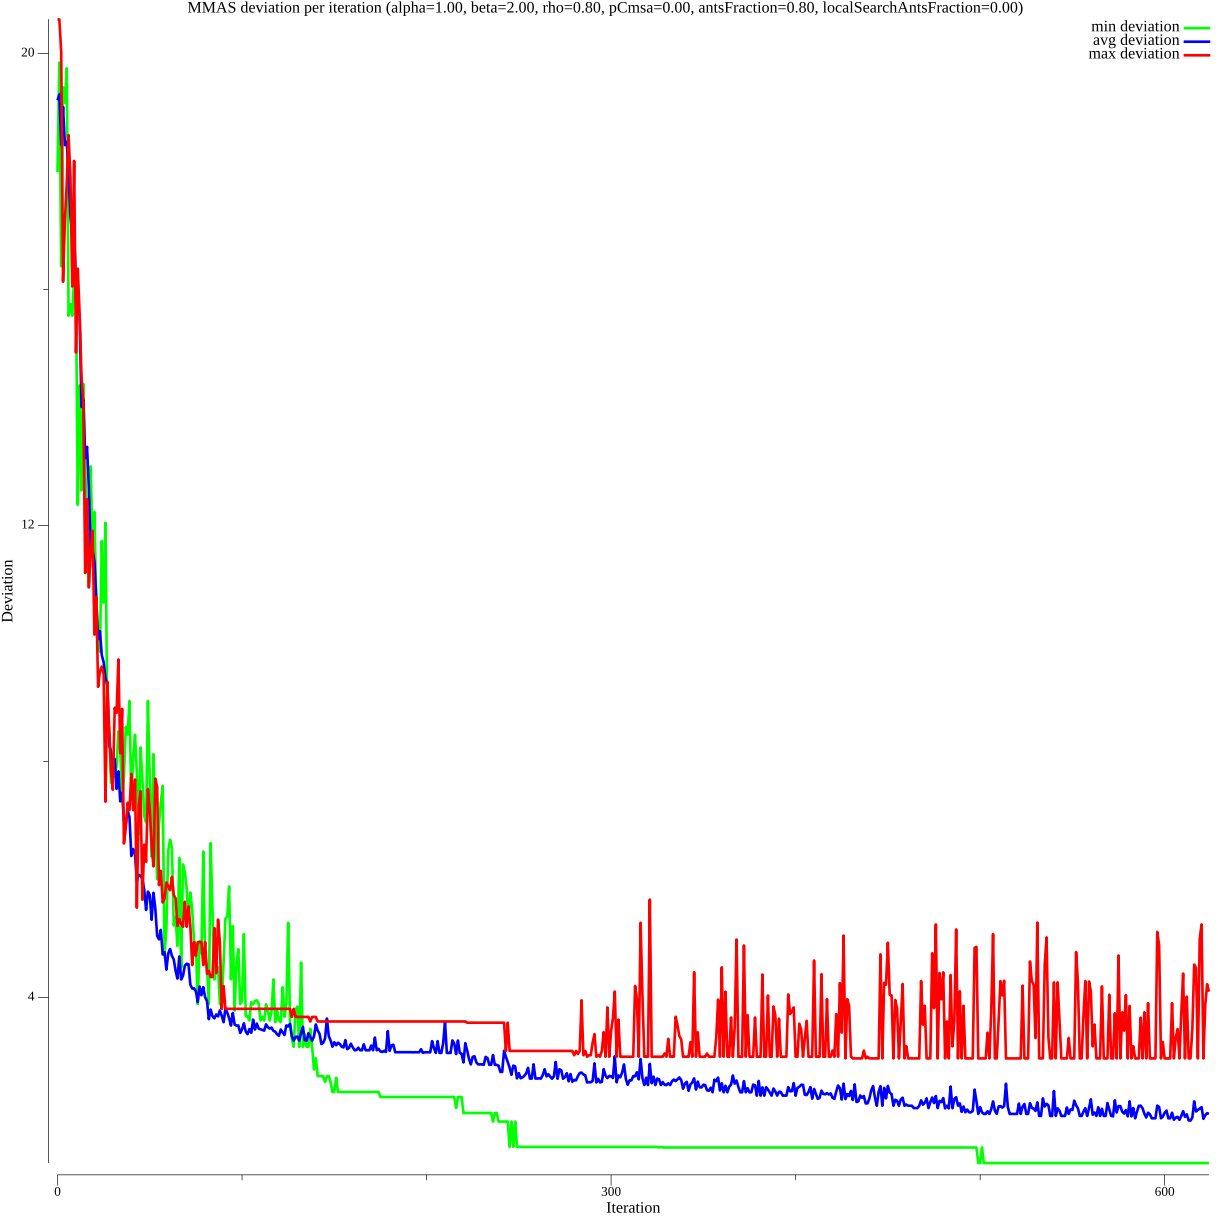 MMAS deviation per iteration (alpha=1.00, beta=2.00, rho=0.80, pCmsa=0.00, antsFraction=0.80, localSearchAntsFraction=0.00)
min deviation
avg deviation
max deviation
20
12
4
Deviation
0
300
600
Iteration